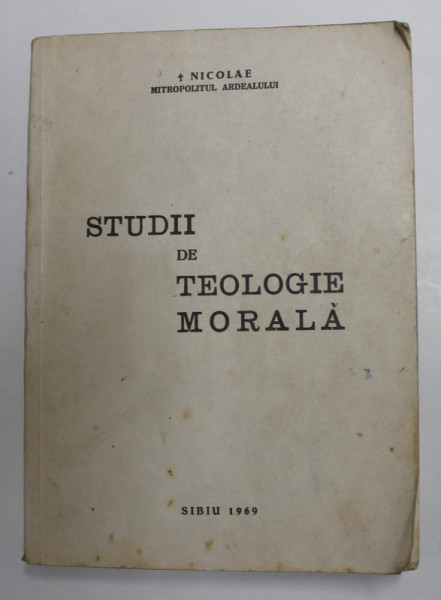 † NICOLAE
MITROPOLITUL ARDEALULUI
STUDII
DE
TEOLOGIE
MORALĂ
SIBIU 1969